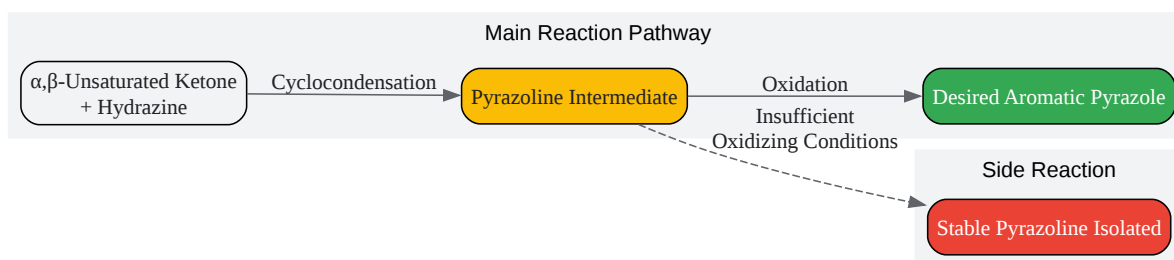 Main Reaction Pathway
α,β-Unsaturated Ketone
+ Hydrazine
Cyclocondensation
Pyrazoline Intermediate
Oxidation
Insufficient
Oxidizing Conditions
Desired Aromatic Pyrazole
Side Reaction
Stable Pyrazoline Isolated